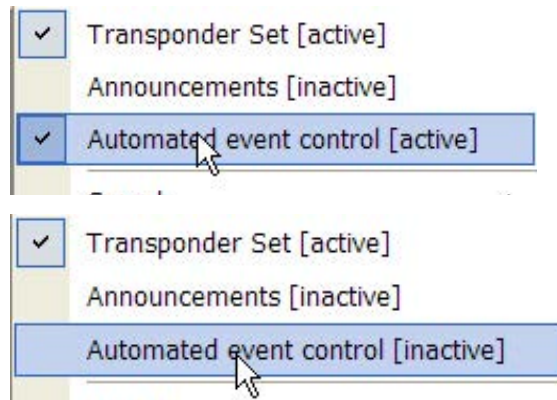 Transponder Set [active]
Announcements [inactive]
Automated event control [active]
Transponder Set [active]
Announcements [inactive]
Automated event control [inactive]